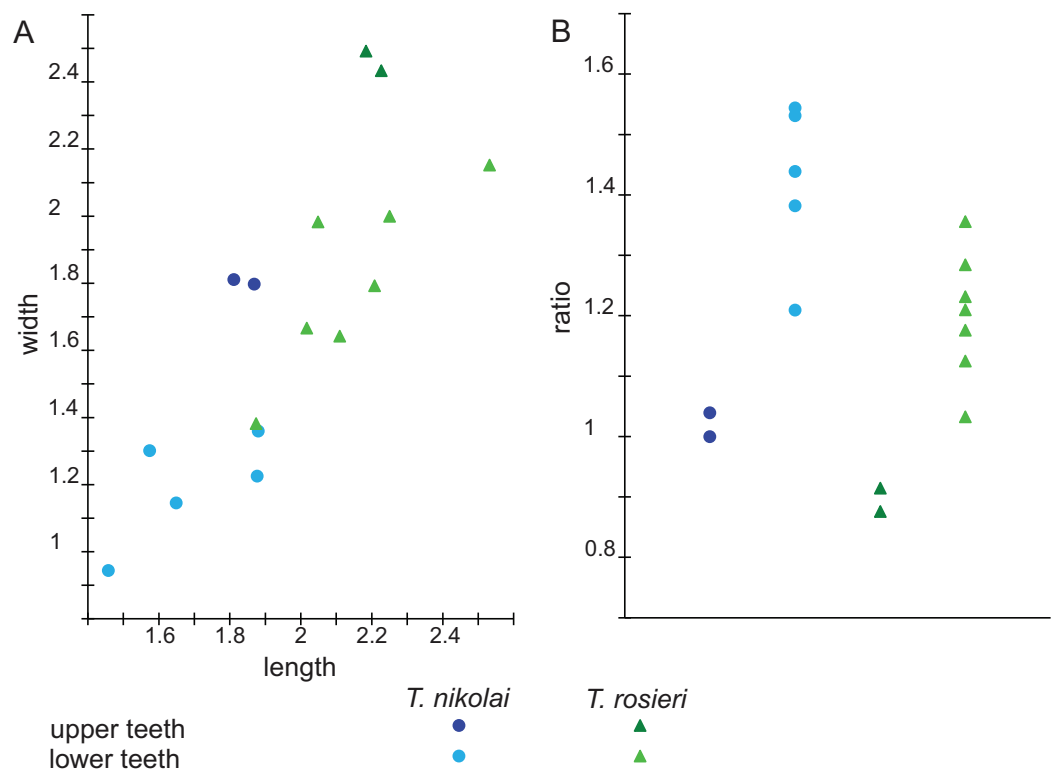 A
2.4
2.2
2
1.8
1.6
1.4
1.2
1
width
1.6 1.8 2 2.2 2.4
length
B
1.6
1.4
1.2
1
0.8
ratio
T. nikolai T. rosieri
upper teeth
lower teeth